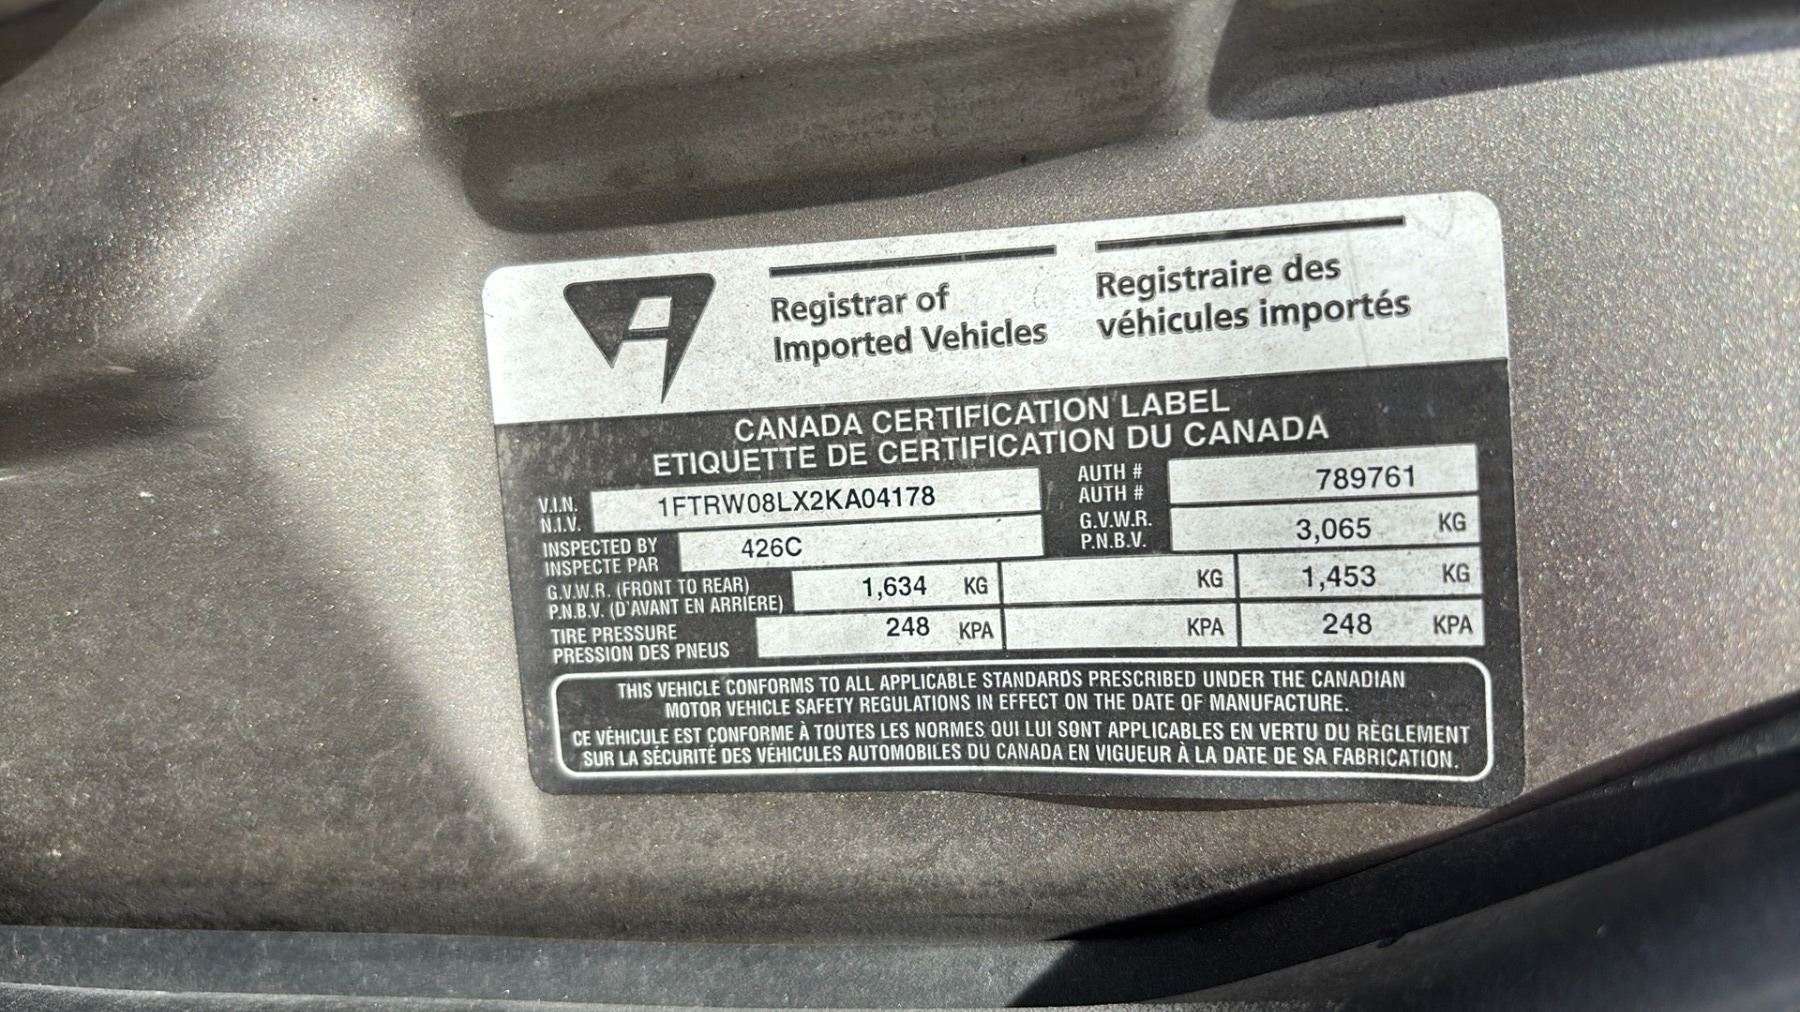 Registrar of
Imported Vehicles
Registraire des
véhicules importés
CANADA CERTIFICATION LABEL
ETIQUETTE DE CERTIFICATION DU CANADA
V.I.N.
N.I.V.
1FTRW08LX2KA04178
AUTH #
AUTH #
789761
INSPECTED BY
INSPECTE PAR
426C
G.V.W.R.
P.N.B.V.
3,065 KG
G.V.W.R. (FRONT TO REAR)
P.N.B.V. (D'AVANT EN ARRIÈRE)
1,634 KG
KG
1,453 KG
TIRE PRESSURE
PRESSION DES PNEUS
248 KPA
KPA
248 KPA
THIS VEHICLE CONFORMS TO ALL APPLICABLE STANDARDS PRESCRIBED UNDER THE CANADIAN
MOTOR VEHICLE SAFETY REGULATIONS IN EFFECT ON THE DATE OF MANUFACTURE.
CE VÉHICULE EST CONFORME À TOUTES LES NORMES QUI LUI SONT APPLICABLES EN VERTU DU RÈGLEMENT
SUR LA SÉCURITÉ DES VÉHICULES AUTOMOBILES DU CANADA EN VIGUEUR À LA DATE DE SA FABRICATION.